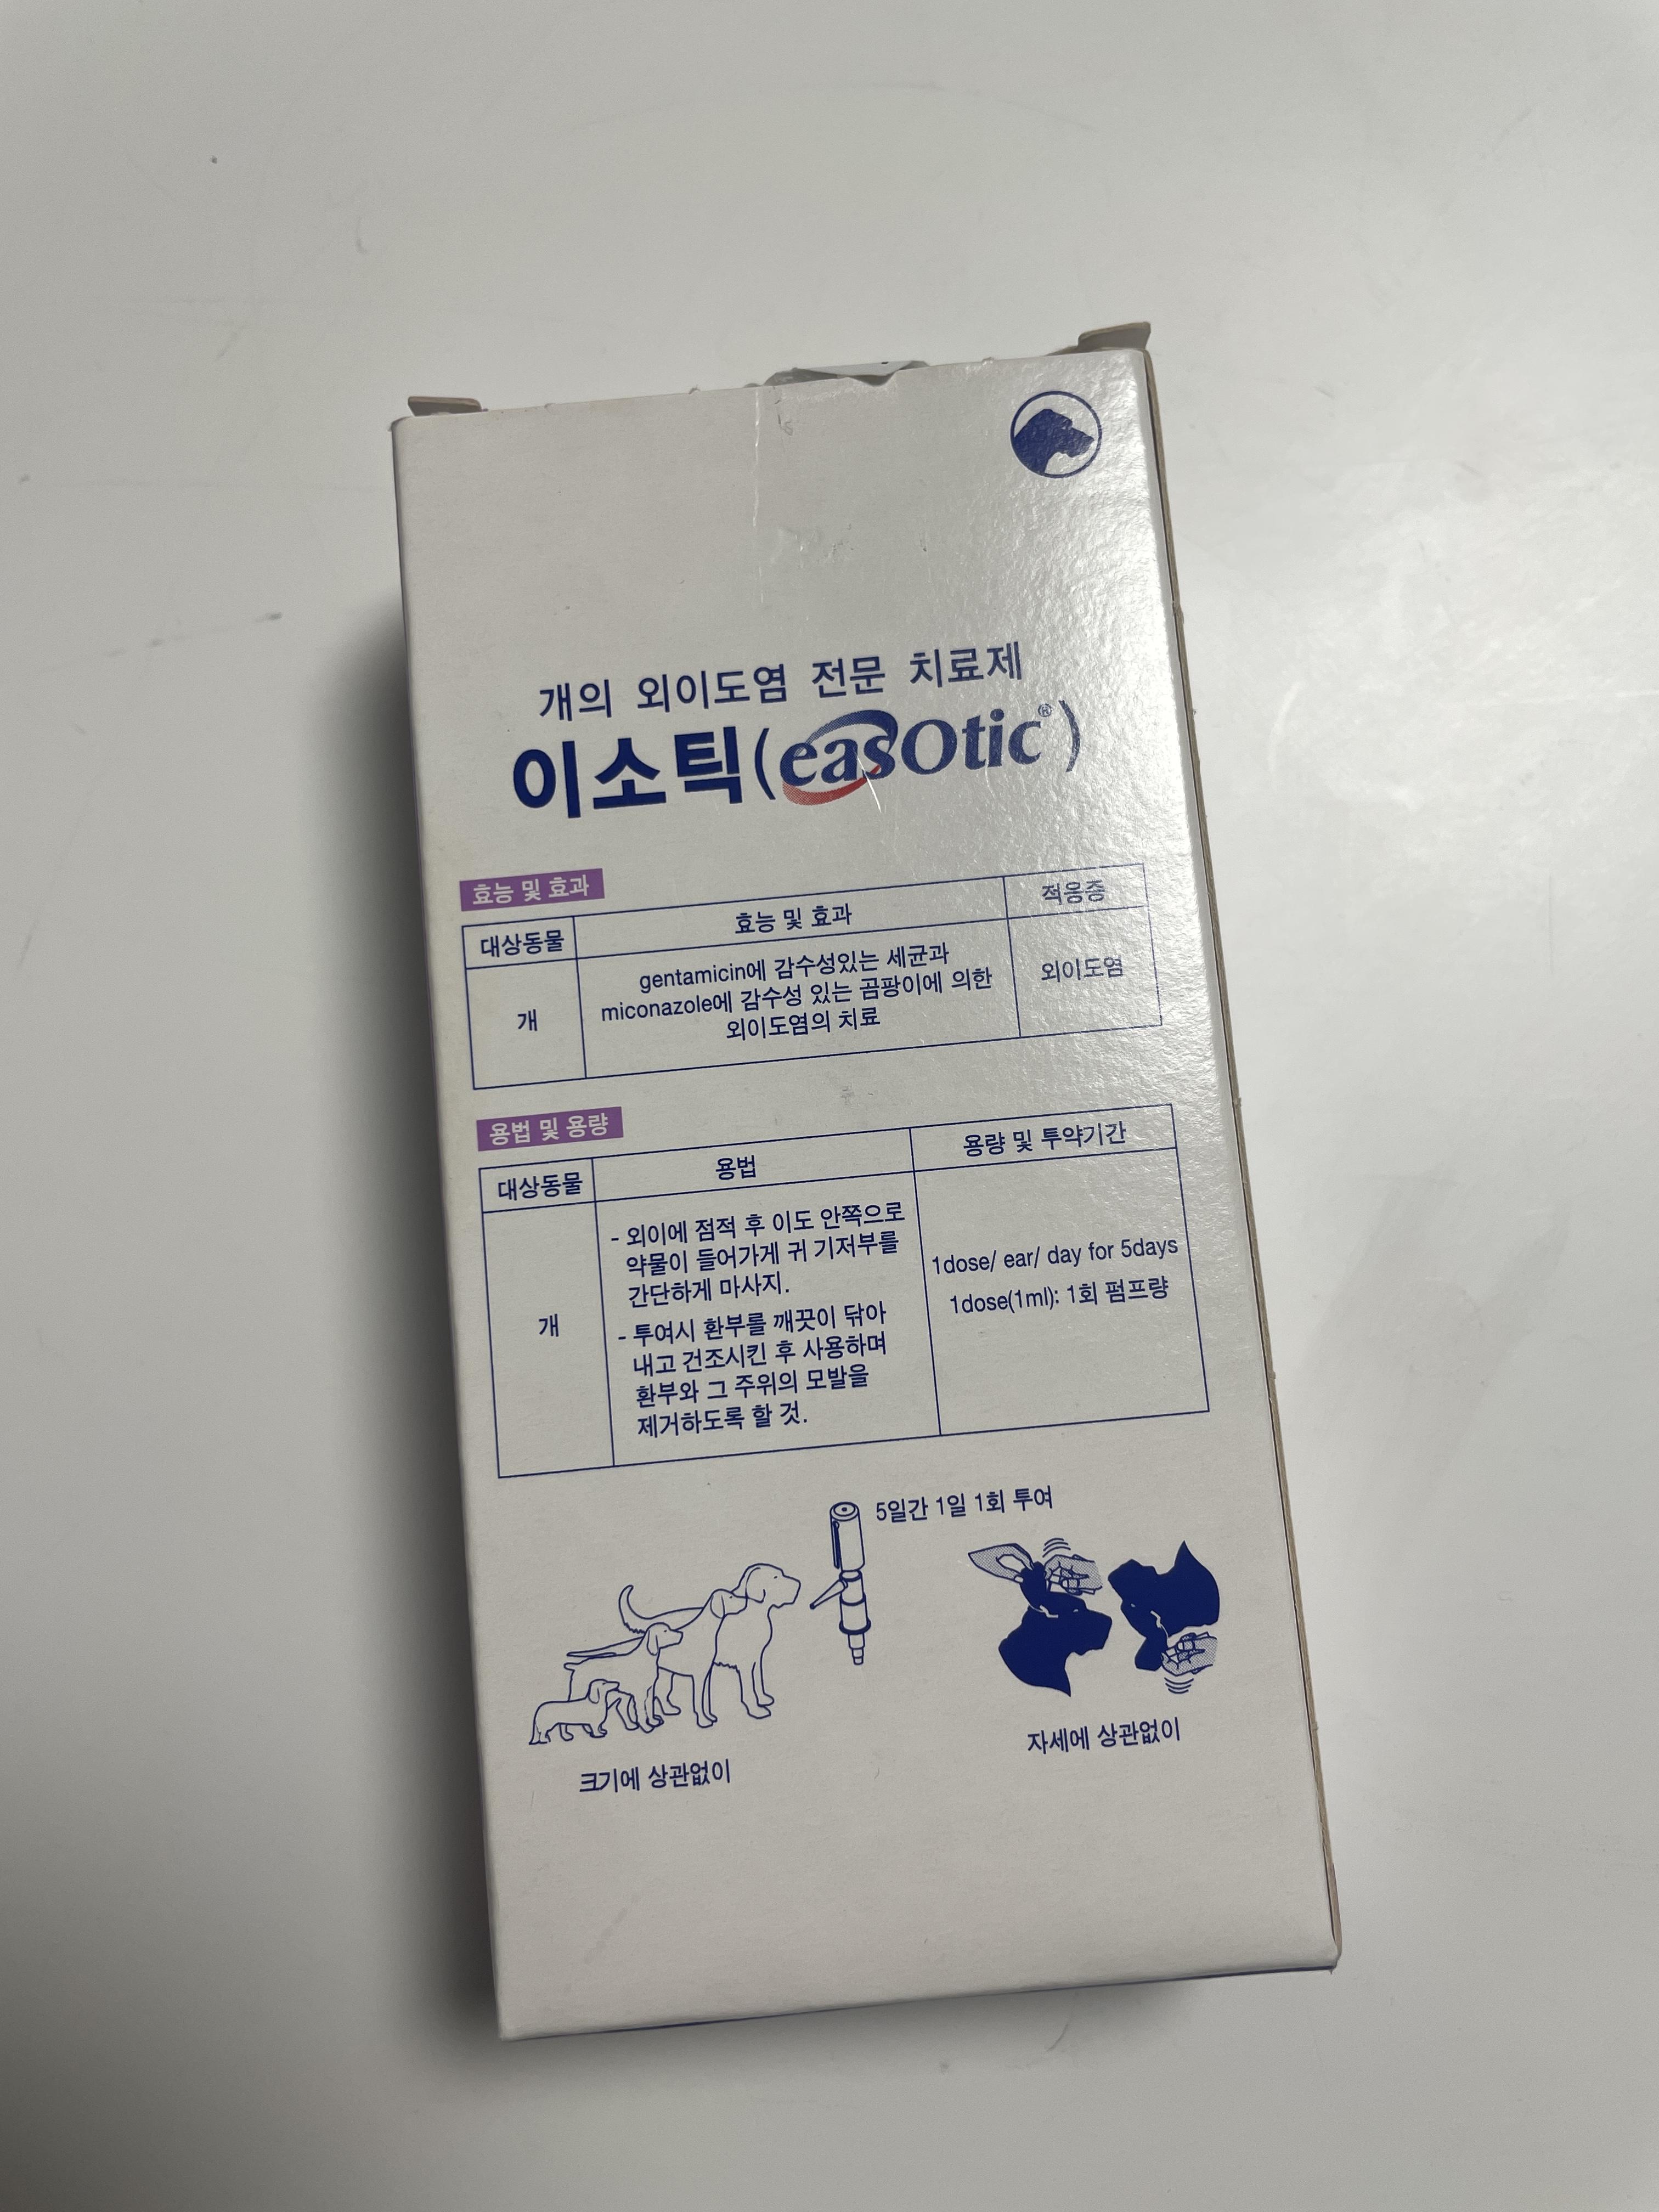 개의 외이도염 전문 치료제
이소틱(easOtic®)
효능 및 효과
대상동물 효능 및 효과 적응증
개
gentamicin에 감수성있는 세균과
miconazole에 감수성 있는 곰팡이에 의한
외이도염의 치료
외이도염
용법 및 용량
대상동물 용법 용량 및 투약기간
개
- 외이에 점적 후 이도 안쪽으로
약물이 들어가게 귀 기저부를
간단하게 마사지.
- 투여시 환부를 깨끗이 닦아
내고 건조시킨 후 사용하며
환부와 그 주위의 모발을
제거하도록 할 것.
1dose/ ear/ day for 5days
1dose(1ml): 1회 펌프량
5일간 1일 1회 투여
크기에 상관없이
자세에 상관없이